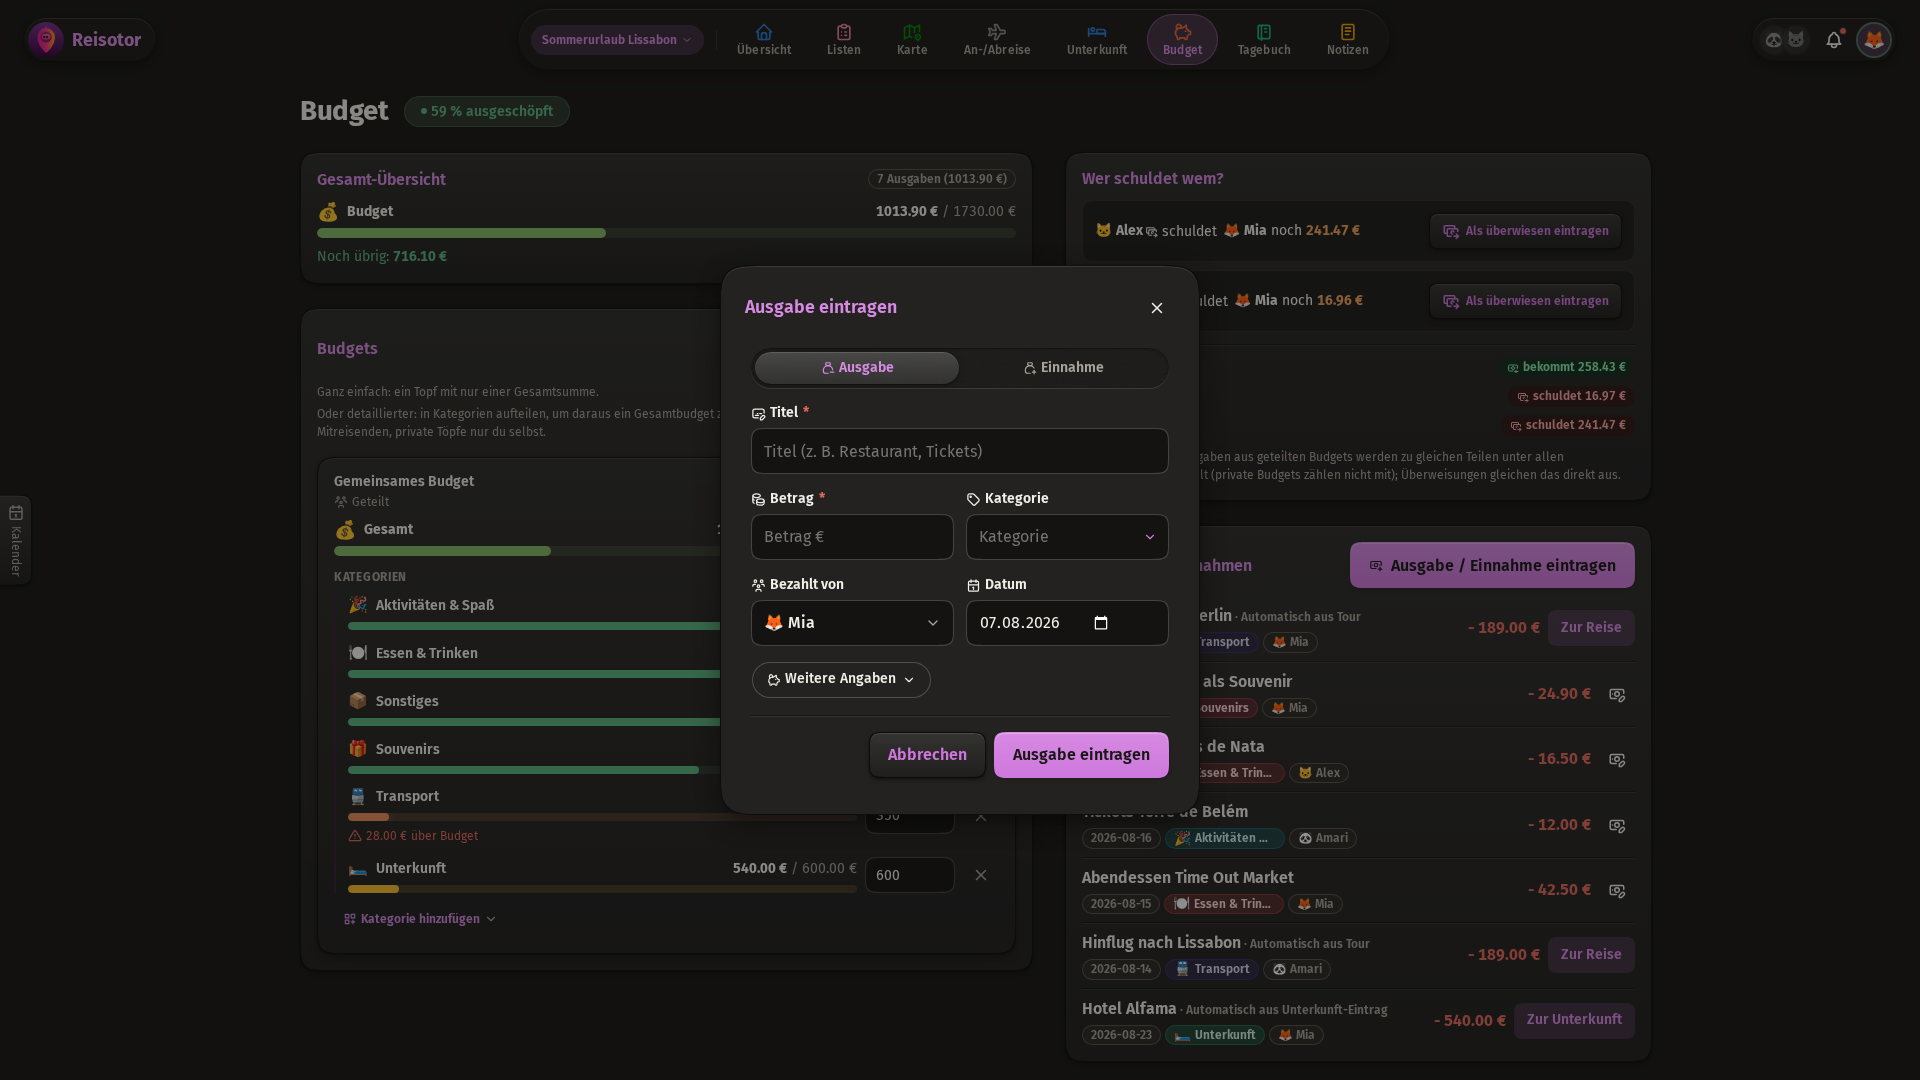 Reisotor
Sommerurlaub Lissabon
Übersicht
Listen
Karte
An-/Abreise
Unterkunft
Budget
Tagebuch
Notizen
Budget
59 % ausgeschöpft
Gesamt-Übersicht
7 Ausgaben (1013.90 €)
Budget
1013.90 € / 1730.00 €
Noch übrig: 716.10 €
Budgets
Ganz einfach: ein Topf mit nur einer Gesamtsumme.
Oder detaillierter: in Kategorien aufteilen, um daraus ein Gesamtbudget
Mitreisenden, private Töpfe nur du selbst.
Gemeinsames Budget
Geteilt
Gesamt
KATEGORIEN
Aktivitäten & Spaß
Essen & Trinken
Sonstiges
Souvenirs
Transport
350
28.00 € über Budget
Unterkunft
540.00 € / 600.00 €
600
Kategorie hinzufügen
Kalender
Wer schuldet wem?
Alex schuldet Mia noch 241.47 €
Als überwiesen eintragen
Mia noch 16.96 €
Als überwiesen eintragen
bekommt 258.43 €
schuldet 16.97 €
schuldet 241.47 €
aus geteilten Budgets werden zu gleichen Teilen unter allen
(private Budgets zählen nicht mit); Überweisungen gleichen das direkt aus.
Ausgabe / Einnahme eintragen
· Automatisch aus Tour
Transport
Mia
- 189.00 €
Zur Reise
als Souvenir
Souvenirs
Mia
- 24.90 €
de Nata
Essen & Trin...
Alex
- 16.50 €
Tickets Torre de Belém
2026-08-16
Aktivitäten ...
Amari
- 12.00 €
Abendessen Time Out Market
2026-08-15
Essen & Trin...
Mia
- 42.50 €
Hinflug nach Lissabon · Automatisch aus Tour
2026-08-14
Transport
Amari
- 189.00 €
Zur Reise
Hotel Alfama · Automatisch aus Unterkunft-Eintrag
2026-08-23
Unterkunft
Mia
- 540.00 €
Zur Unterkunft
Ausgabe eintragen
Ausgabe
Einnahme
Titel *
Titel (z. B. Restaurant, Tickets)
Betrag *
Kategorie
Betrag €
Kategorie
Bezahlt von
Datum
Mia
07.08.2026
Weitere Angaben
Abbrechen
Ausgabe eintragen